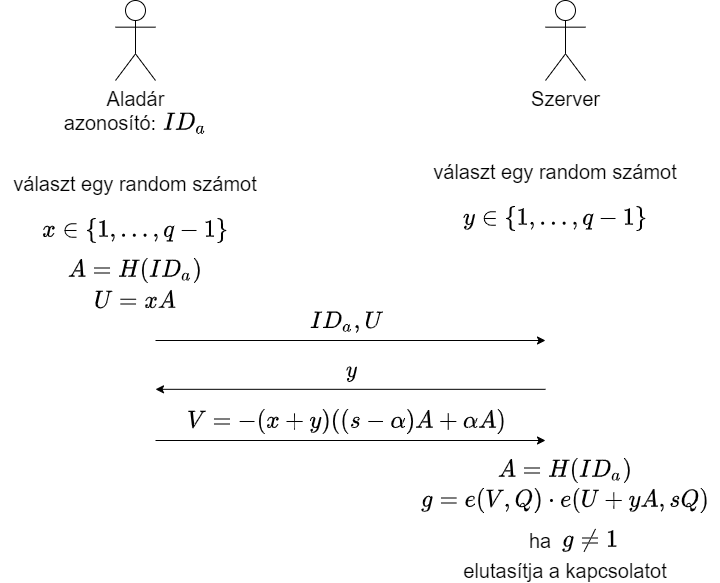 Aladár
azonosító: $ID_a$
Szerver
választ egy random számot
$x \in \{1, \ldots, q-1\}$
$A = H(ID_a)$
$U = xA$
választ egy random számot
$y \in \{1, \ldots, q-1\}$
$ID_a, U$
$y$
$V = -(x+y)((s-\alpha)A + \alpha A)$
$A = H(ID_a)$
$g = e(V,Q) \cdot e(U+yA, sQ)$
ha $g \neq 1$
elutasítja a kapcsolatot